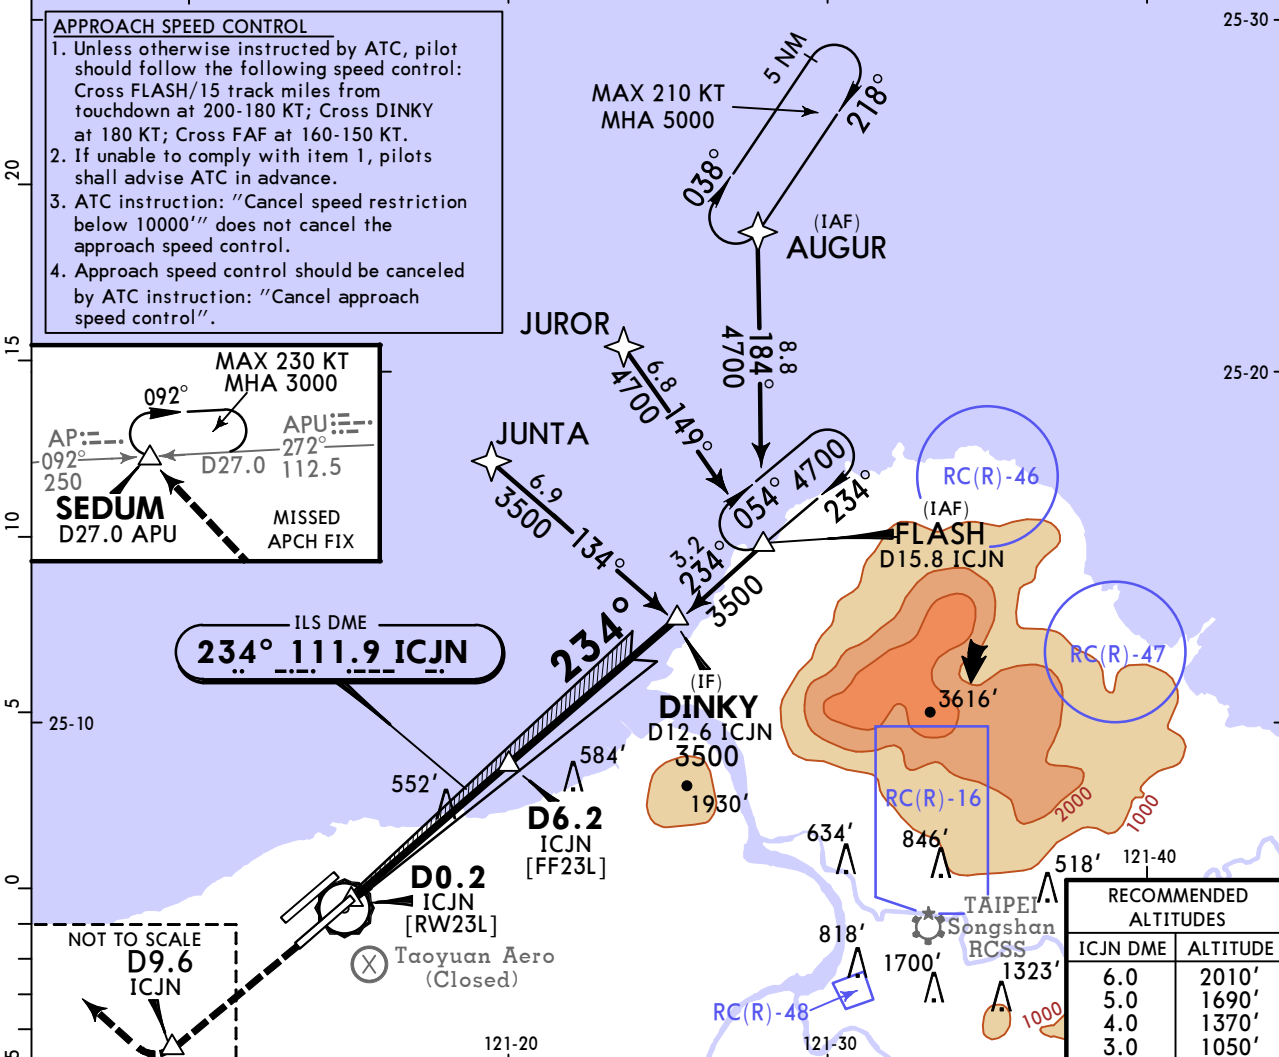 APPROACH SPEED CONTROL
1. Unless otherwise instructed by ATC, pilot
should follow the following speed control:
Cross FLASH/15 track miles from
touchdown at 200-180 KT; Cross DINKY
at 180 KT; Cross FAF at 160-150 KT.
2. If unable to comply with item 1, pilots
shall advise ATC in advance.
3. ATC instruction: "Cancel speed restriction
below 10000'" does not cancel the
approach speed control.
4. Approach speed control should be canceled
by ATC instruction: "Cancel approach
speed control".
25-30
5 NM
MAX 210 KT
MHA 5000
218°
038°
(IAF)
AUGUR
20
15
10
5
0
5
JUROR
6.8
4700
149°
8.8
184°
4700
25-20
MAX 230 KT
MHA 3000
092°
AP
092°
250
APU
272°
112.5
D27.0
SEDUM
D27.0 APU
MISSED
APCH FIX
JUNTA
6.9
3500
134°
054° 4700
234°
RC(R)-46
(IAF)
FLASH
D15.8 ICJN
3.2
234°
3500
ILS DME
234° 111.9 ICJN
234°
RC(R)-47
(IF)
DINKY
D12.6 ICJN
3500
3616'
25-10
584'
552'
1930'
RC(R)-16
2000
1000
D6.2
ICJN
[FF23L]
634'
846'
518'
121-40
D0.2
ICJN
[RW23L]
TAIPEI
Songshan
RCSS
Taoyuan Aero
(Closed)
NOT TO SCALE
D9.6
ICJN
818'
1700'
1323'
1000
RC(R)-48
121-20
121-30
RECOMMENDED
ALTITUDES
ICJN DME ALTITUDE
6.0 2010'
5.0 1690'
4.0 1370'
3.0 1050'